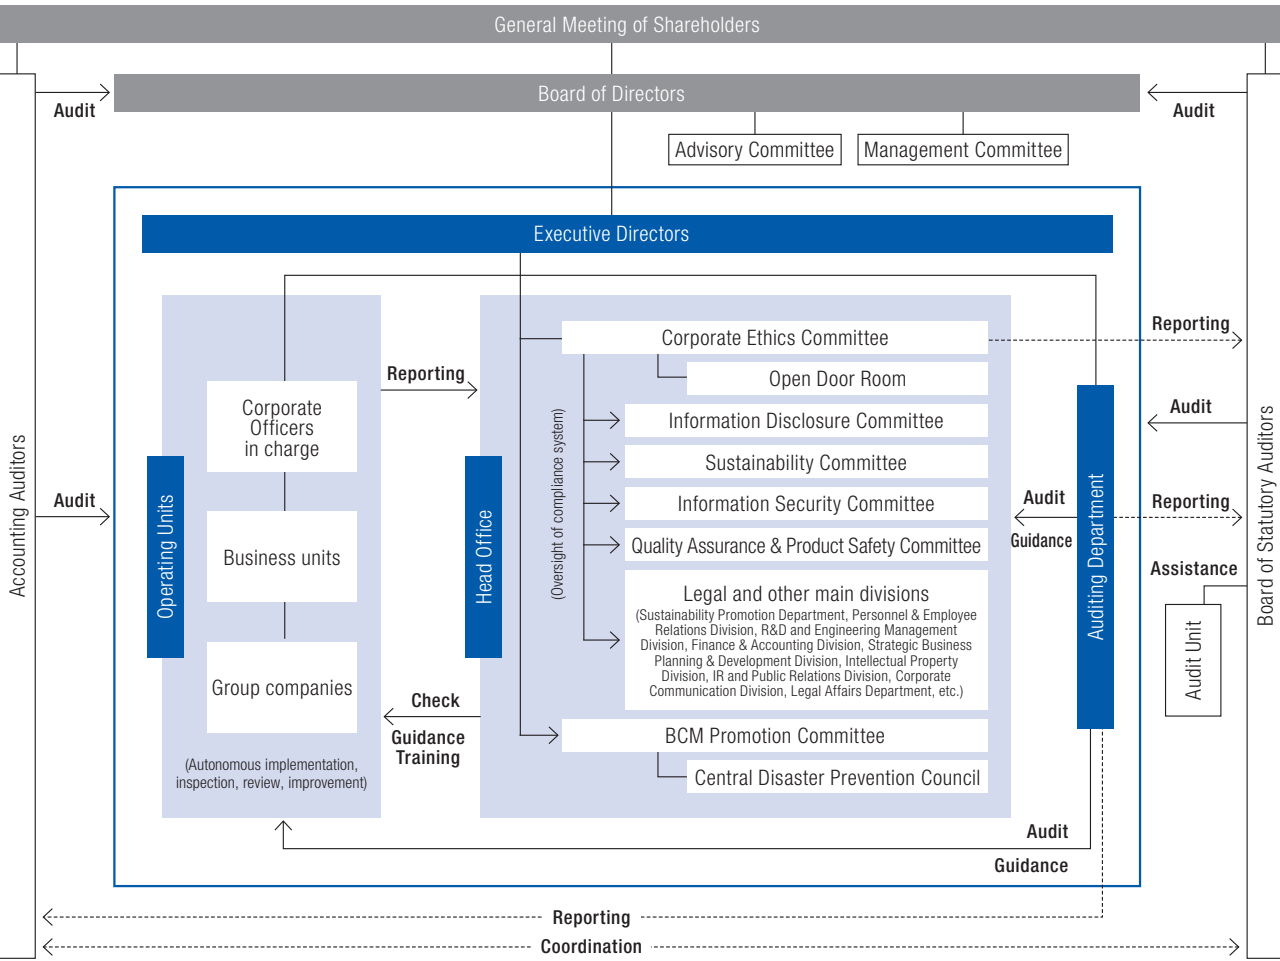 General Meeting of Shareholders
Board of Directors
Audit
Audit
Advisory Committee
Management Committee
Executive Directors
Corporate Ethics Committee
Reporting
Open Door Room
Reporting
Corporate
Officers
in charge
Information Disclosure Committee
Audit
Sustainability Committee
Information Security Committee
Audit
Guidance
Reporting
Audit
Business units
Quality Assurance & Product Safety Committee
Assistance
(Oversight of compliance system)
Accounting Auditors
Operating Units
Head Office
Auditing Department
Board of Statutory Auditors
Audit Unit
Legal and other main divisions
(Sustainability Promotion Department, Personnel & Employee
Relations Division, R&D and Engineering Management
Division, Finance & Accounting Division, Strategic Business
Planning & Development Division, Intellectual Property
Division, IR and Public Relations Division, Corporate
Communication Division, Legal Affairs Department, etc.)
Group companies
Check
Guidance
Training
BCM Promotion Committee
(Autonomous implementation,
inspection, review, improvement)
Central Disaster Prevention Council
Audit
Guidance
Reporting
Coordination